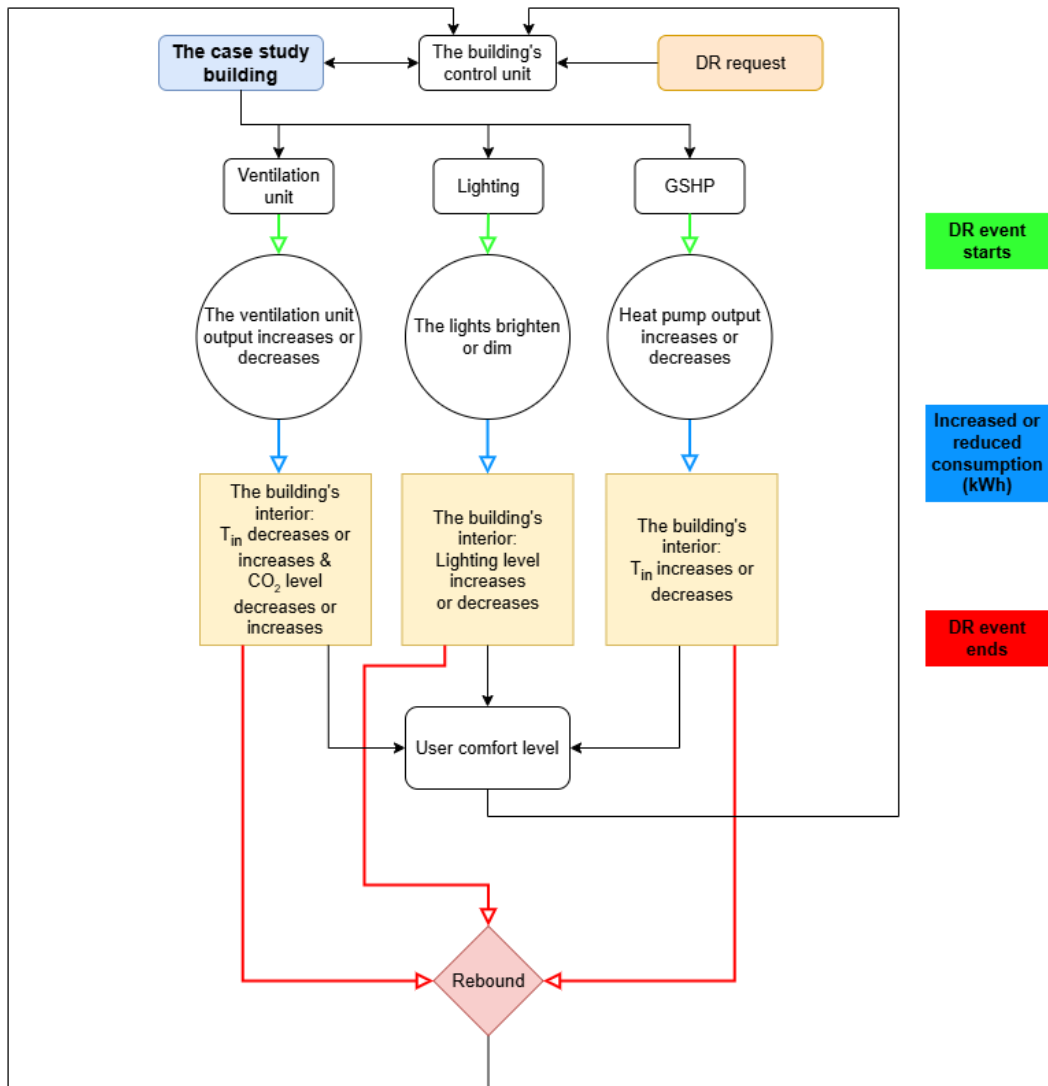 The case study
building
The building's
control unit
DR request
Ventilation
unit
Lighting
GSHP
DR event
starts
The ventilation unit
output increases or
decreases
The lights brighten
or dim
Heat pump output
increases or
decreases
Increased or
reduced
consumption
(kWh)
The building's
interior:
T_in decreases or
increases &
CO₂ level
decreases or
increases
The building's
interior:
Lighting level
increases
or decreases
The building's
interior:
T_in increases or
decreases
DR event
ends
User comfort level
Rebound